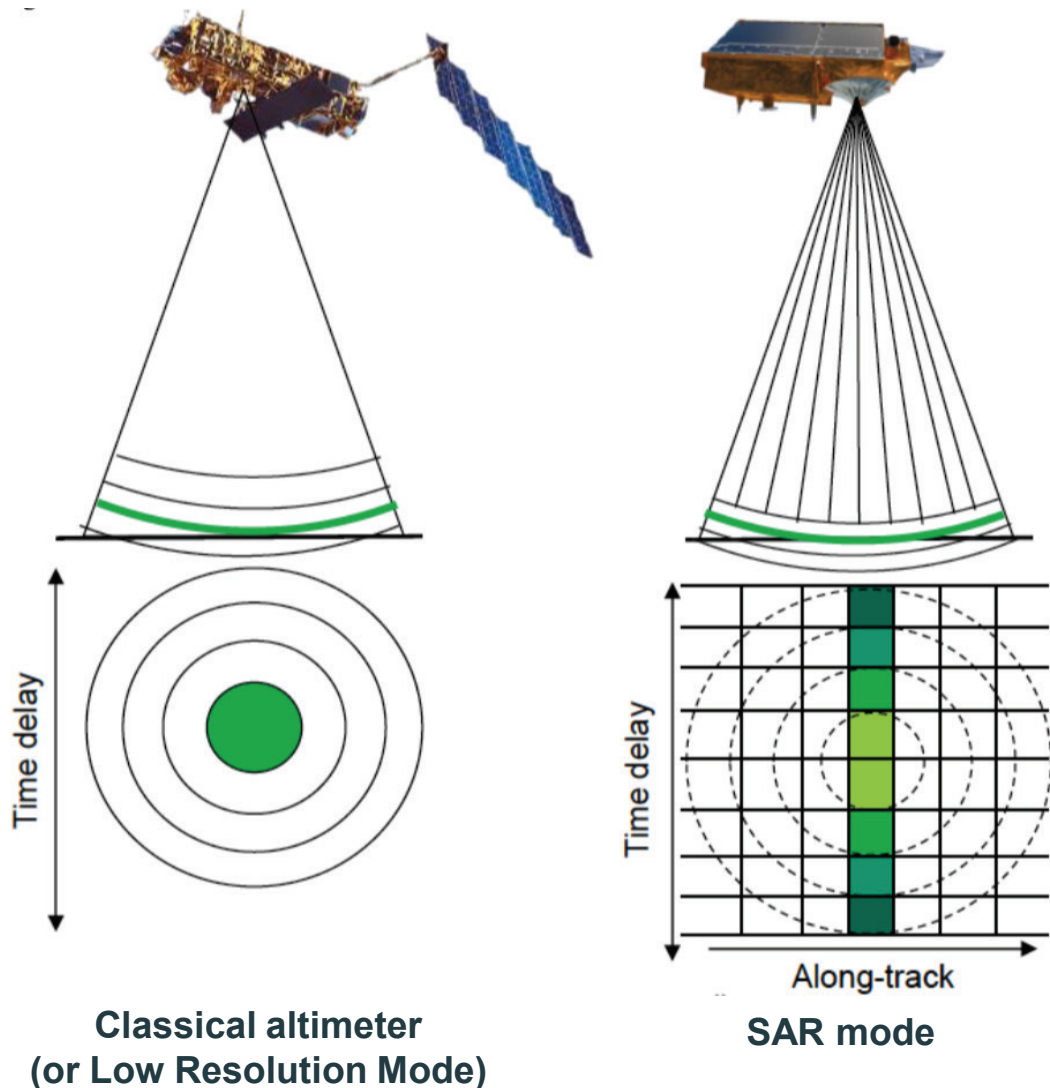 Time delay
Time delay
Along-track
Classical altimeter
(or Low Resolution Mode)
SAR mode